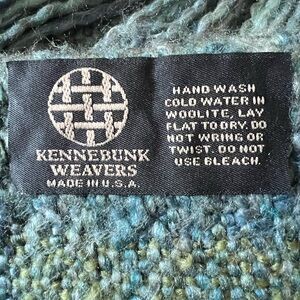 KENNEBUNK
WEAVERS
MADE IN U.S.A.
HAND WASH
COLD WATER IN
WOOLITE, LAY
FLAT TO DRY. DO
NOT WRING OR
TWIST. DO NOT
USE BLEACH.